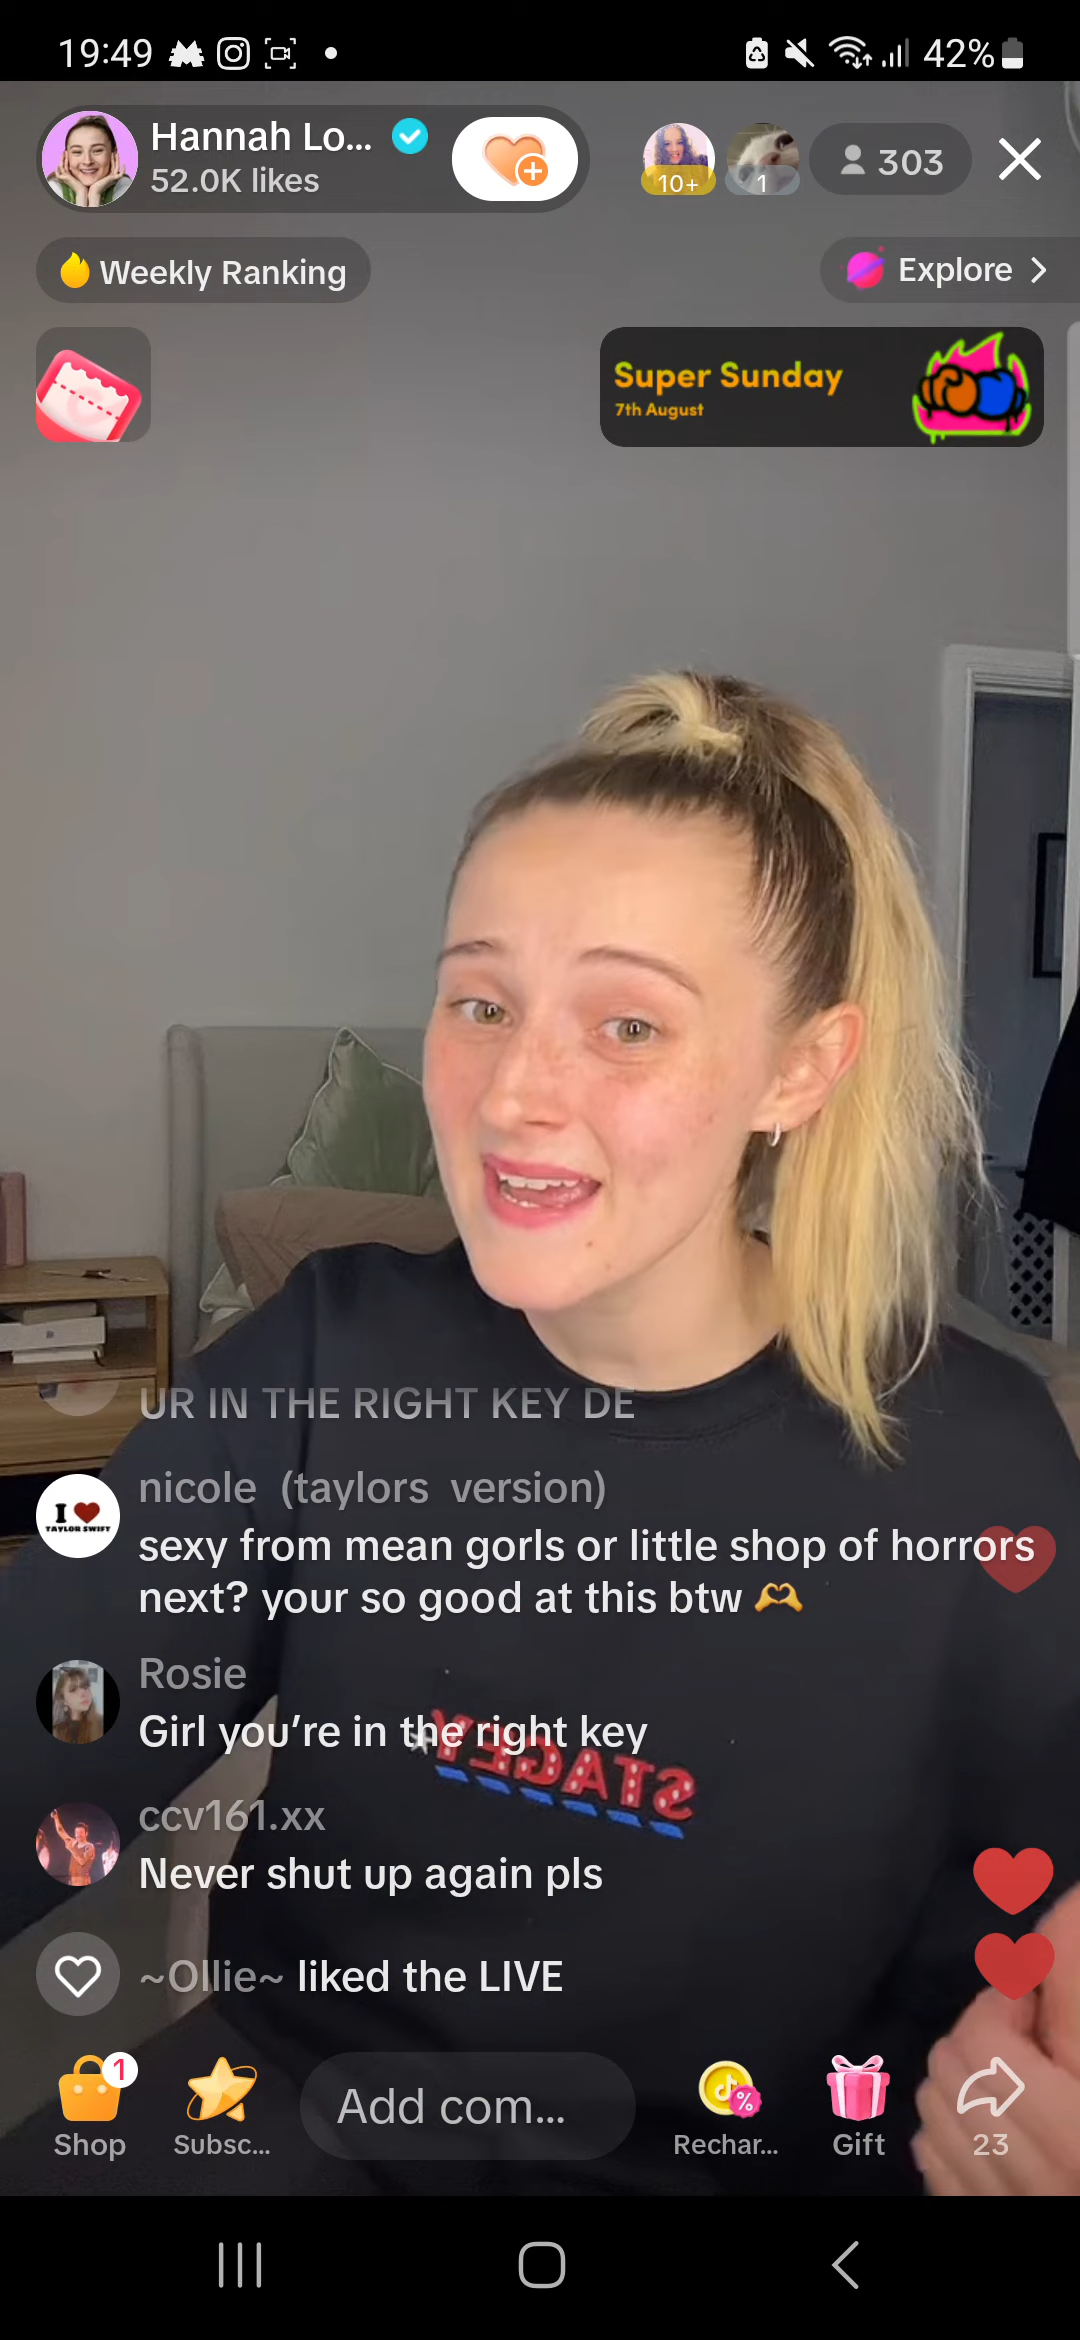 19:49
42%
Hannah Lo...
52.0K likes
10+
1
303
Weekly Ranking
Explore
Super Sunday
7th August
UR IN THE RIGHT KEY DE
nicole (taylors version)
I ❤ TAYLOR SWIFT
sexy from mean gorls or little shop of horrors
next? your so good at this btw 🫶
Rosie
Girl you’re in the right key
STAGEY
ccv161.xx
Never shut up again pls
~Ollie~ liked the LIVE
1
Shop
Subsc...
Add com...
%
Rechar...
Gift
23